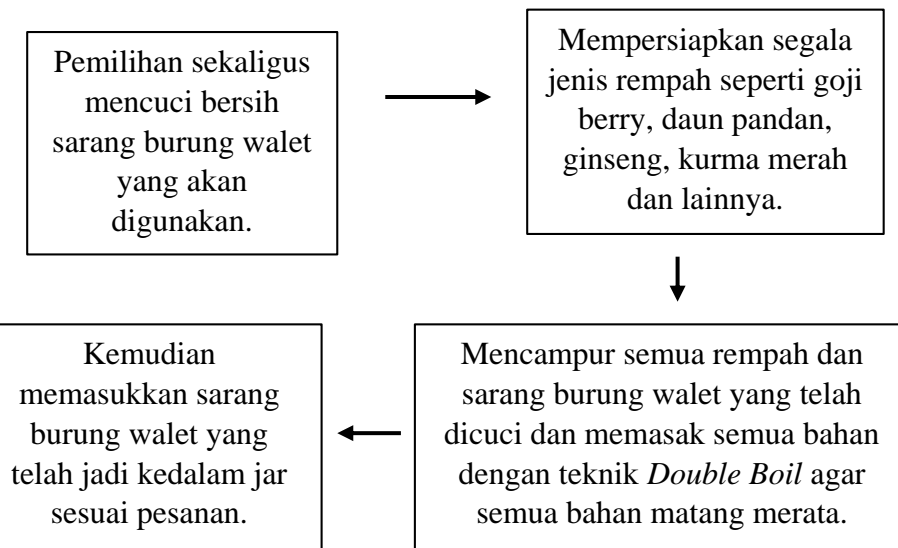 Pemilihan sekaligus
mencuci bersih
sarang burung walet
yang akan
digunakan.
Mempersiapkan segala
jenis rempah seperti goji
berry, daun pandan,
ginseng, kurma merah
dan lainnya.
Mencampur semua rempah dan
sarang burung walet yang telah
dicuci dan memasak semua bahan
dengan teknik Double Boil agar
semua bahan matang merata.
Kemudian
memasukkan sarang
burung walet yang
telah jadi kedalam jar
sesuai pesanan.